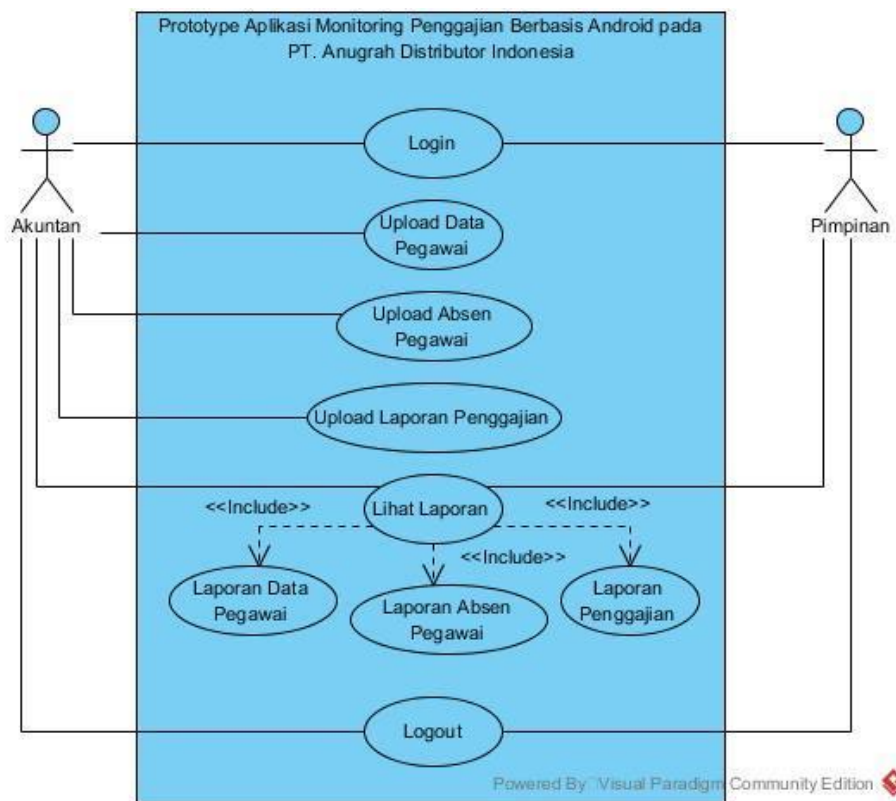 Prototype Aplikasi Monitoring Penggajian Berbasis Android pada
PT. Anugrah Distributor Indonesia
Login
Akuntan
Pimpinan
Upload Data
Pegawai
Upload Absen
Pegawai
Upload Laporan Penggajian
Lihat Laporan
<<Include>>
<<Include>>
<<Include>>
Laporan Data
Pegawai
Laporan Absen
Pegawai
Laporan
Penggajian
Logout
Powered By Visual Paradigm Community Edition